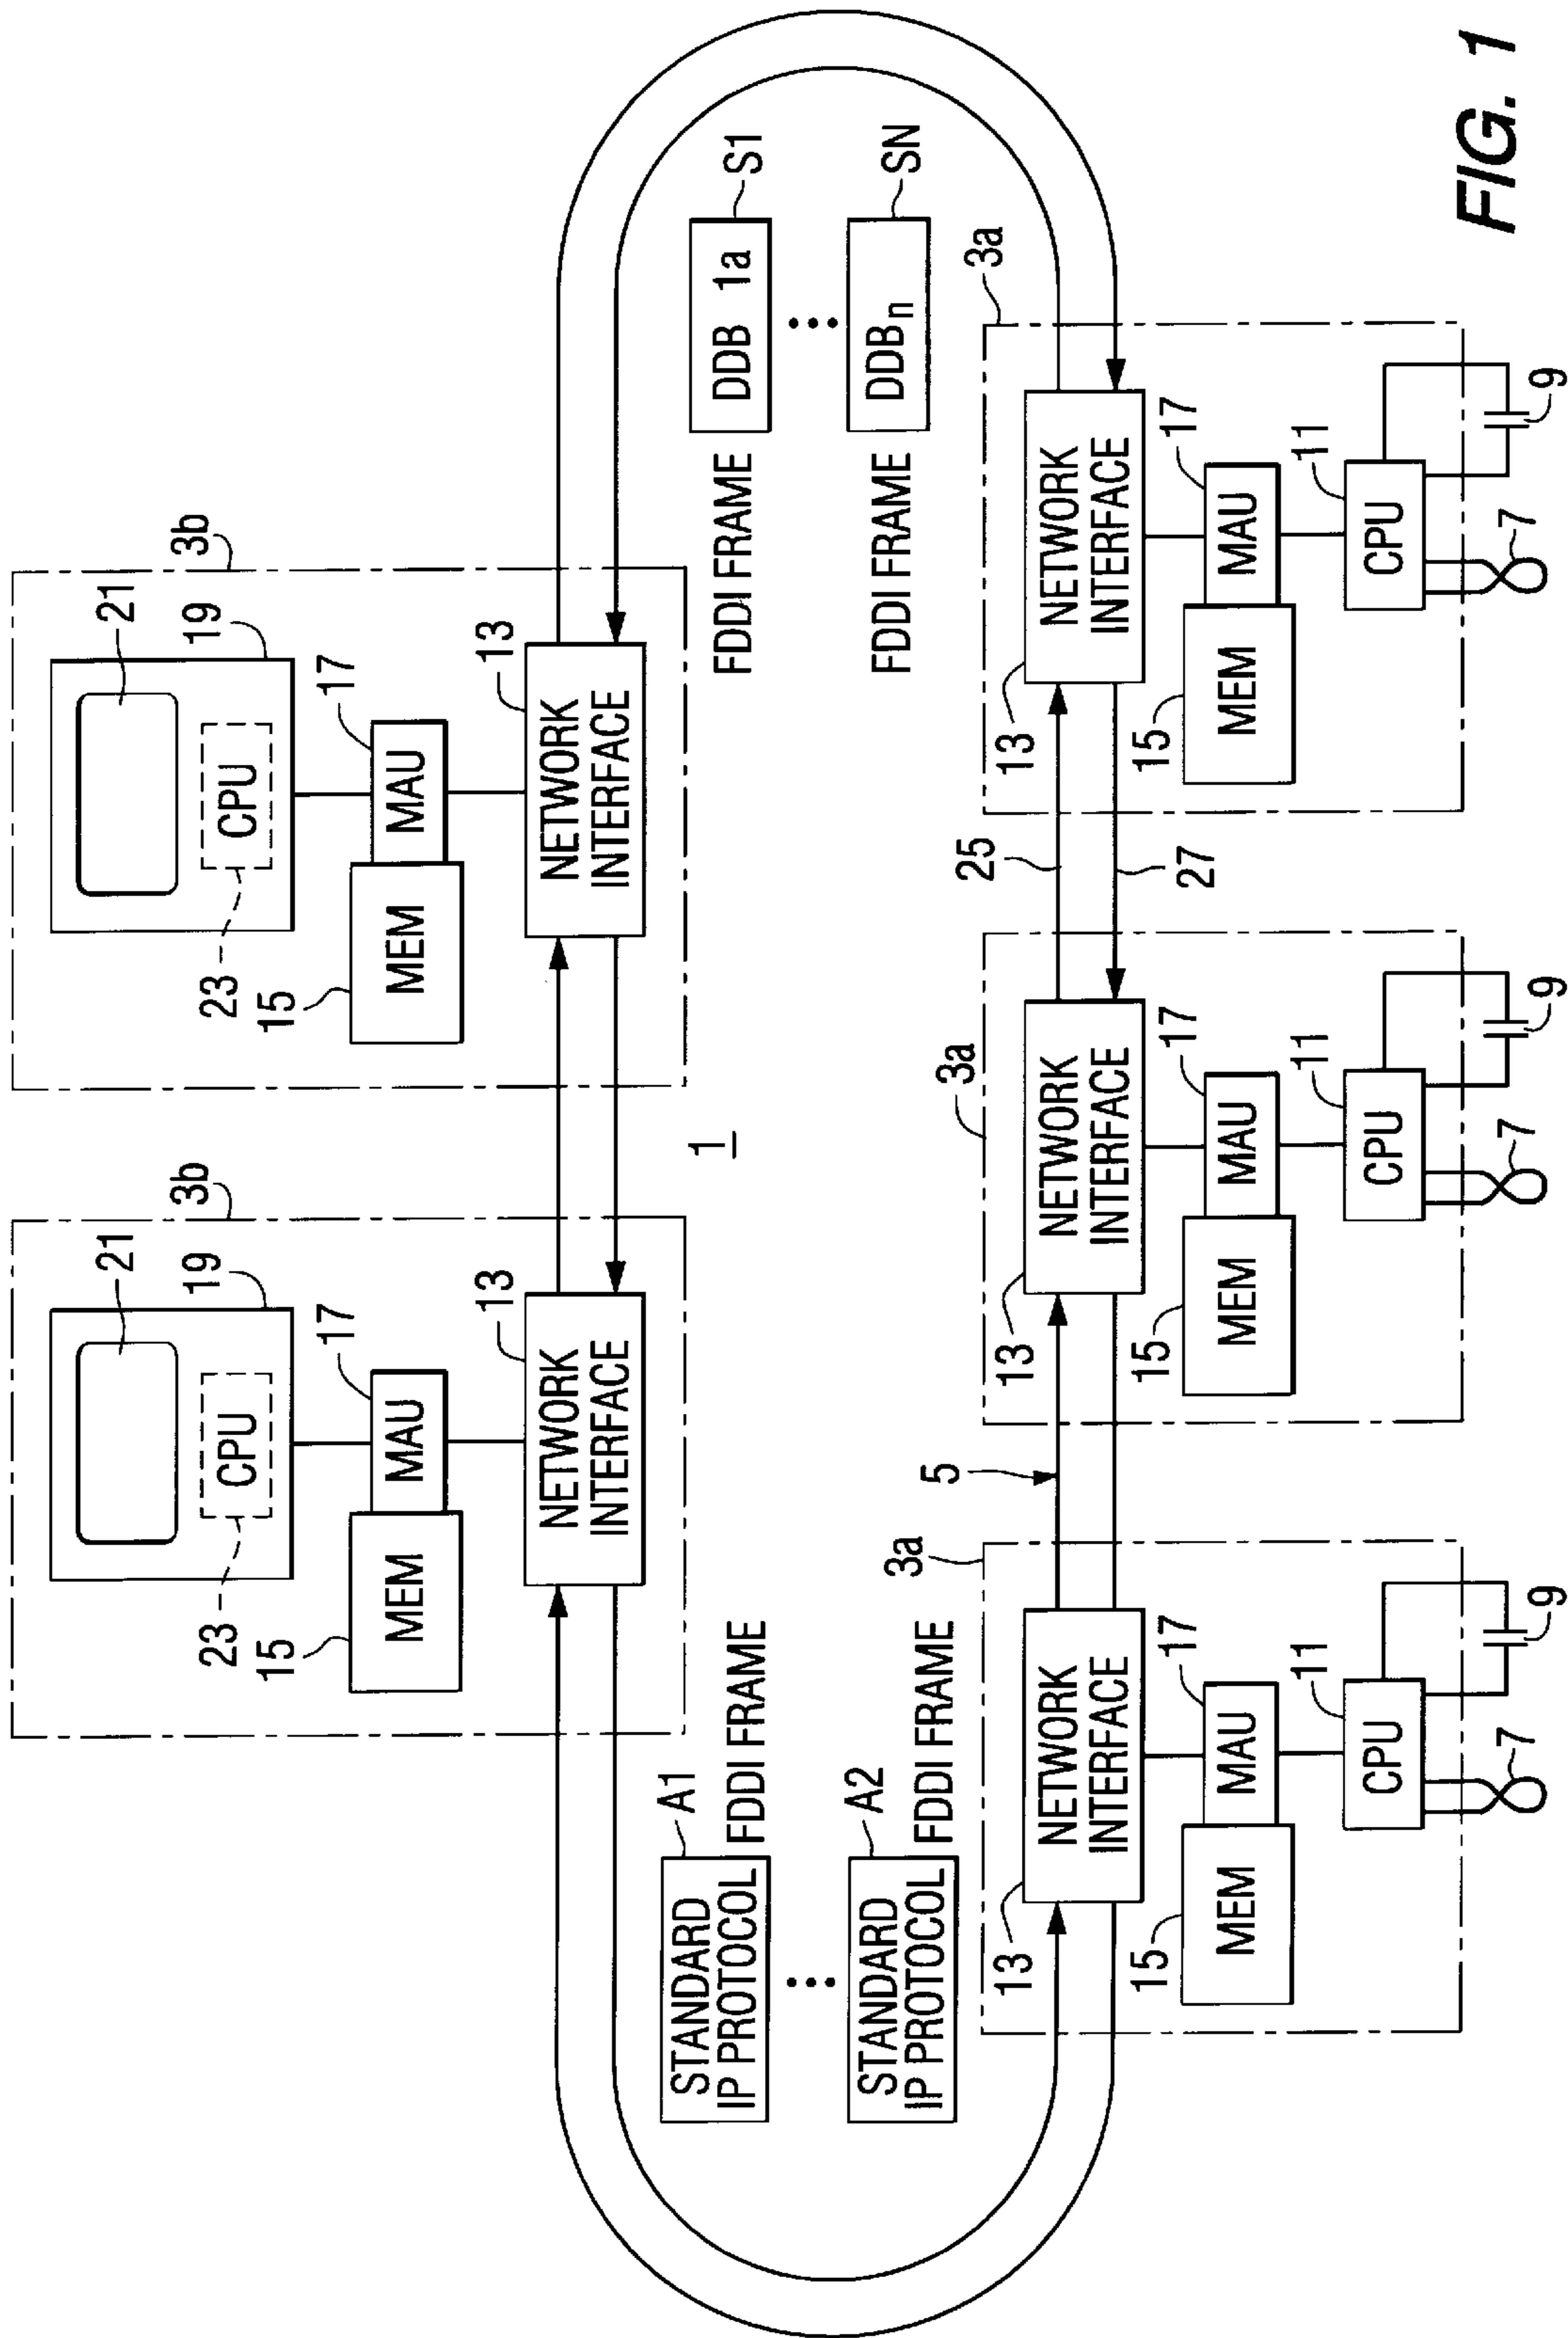 3b
21
19
CPU
23
17
MAU
MEM
15
13
NETWORK
INTERFACE
3b
21
19
CPU
23
17
MAU
MEM
15
13
NETWORK
INTERFACE
1
A1
STANDARD
IP PROTOCOL
FDDI FRAME
A2
STANDARD
IP PROTOCOL
FDDI FRAME
S1
DDB 1a
FDDI FRAME
SN
DDBn
FDDI FRAME
3a
13
NETWORK
INTERFACE
17
MAU
15
MEM
11
CPU
7
9
5
3a
13
NETWORK
INTERFACE
17
MAU
15
MEM
11
CPU
7
9
25
27
3a
13
NETWORK
INTERFACE
17
MAU
15
MEM
11
CPU
7
9
FIG. 1